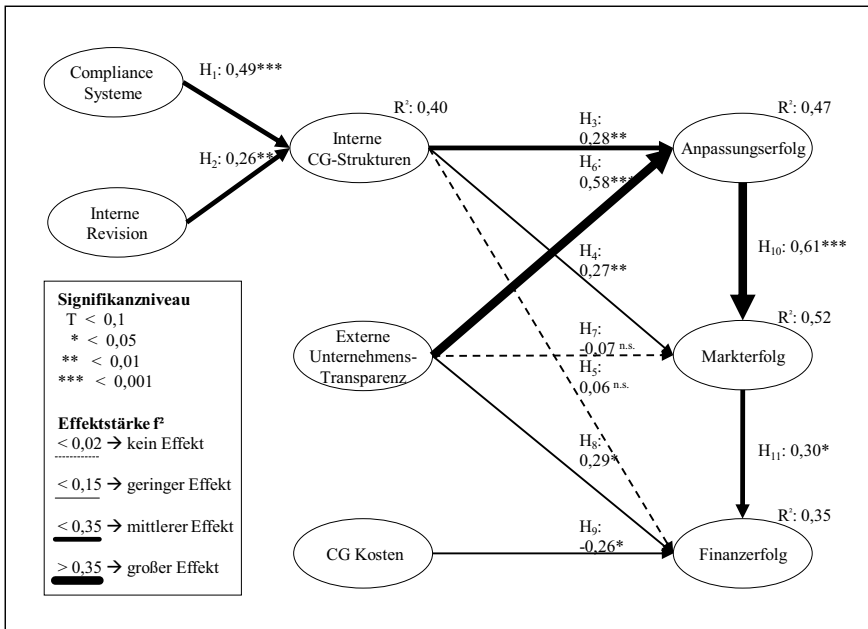 Compliance
Systeme
H₁: 0,49***
R²: 0,40
H₃:
0,28**
R²: 0,47
Interne
CG-Strukturen
H₆:
0,58***
Anpassungserfolg
H₂: 0,26**
Interne
Revision
H₄:
0,27**
H₁₀: 0,61***
Signifikanzniveau
T < 0,1
* < 0,05
** < 0,01
*** < 0,001
R²: 0,52
Externe
Unternehmens-
Transparenz
H₇:
-0,07 n.s.
H₅:
0,06 n.s.
Markterfolg
Effektstärke f²
< 0,02 → kein Effekt
< 0,15 → geringer Effekt
< 0,35 → mittlerer Effekt
> 0,35 → großer Effekt
H₈:
0,29*
H₁₁: 0,30*
R²: 0,35
CG Kosten
H₉:
-0,26*
Finanzerfolg